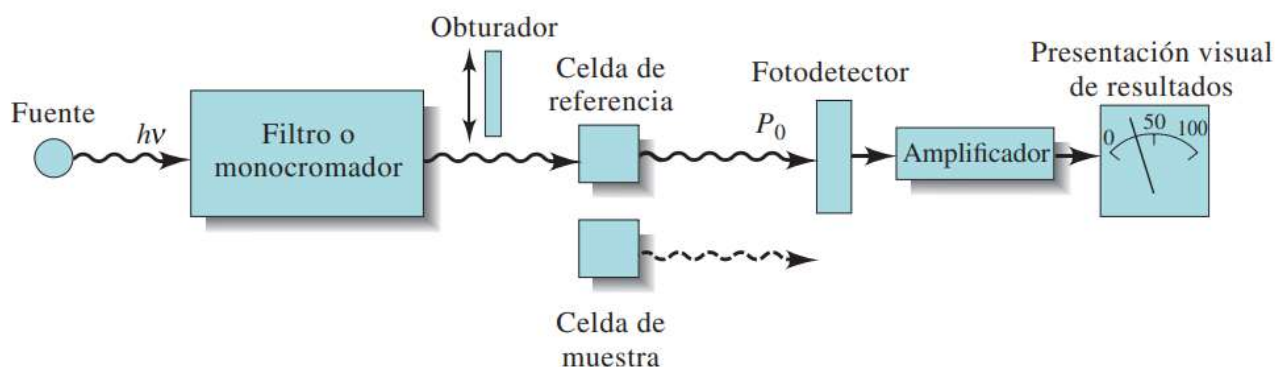 Fuente
hν
Filtro o
monocromador
Obturador
Celda de
referencia
Celda de
muestra
P0
Fotodetector
Amplificador
Presentación visual
de resultados
0 50 100